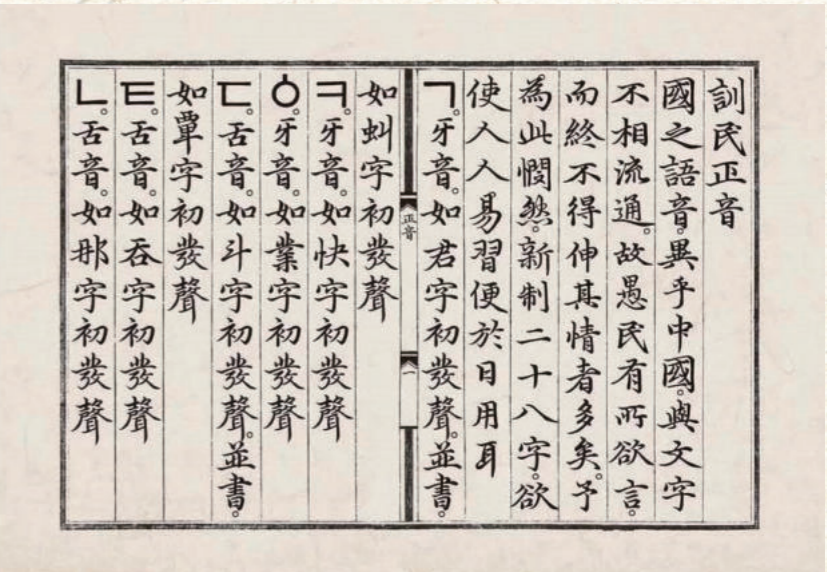 訓民正音
國之語音。異乎中國。與文字
不相流通。故愚民有所欲言。
而終不得伸其情者多矣。予
為此憫然。新制二十八字。欲
使人人易習便於日用耳
ㄱ。牙音。如君字初發聲。並書。
正音
一
如虯字初發聲
ㅋ。牙音。如快字初發聲
ㆁ。牙音。如業字初發聲
ㄷ。舌音。如斗字初發聲。並書。
如覃字初發聲
ㅌ。舌音。如呑字初發聲
ㄴ。舌音。如那字初發聲